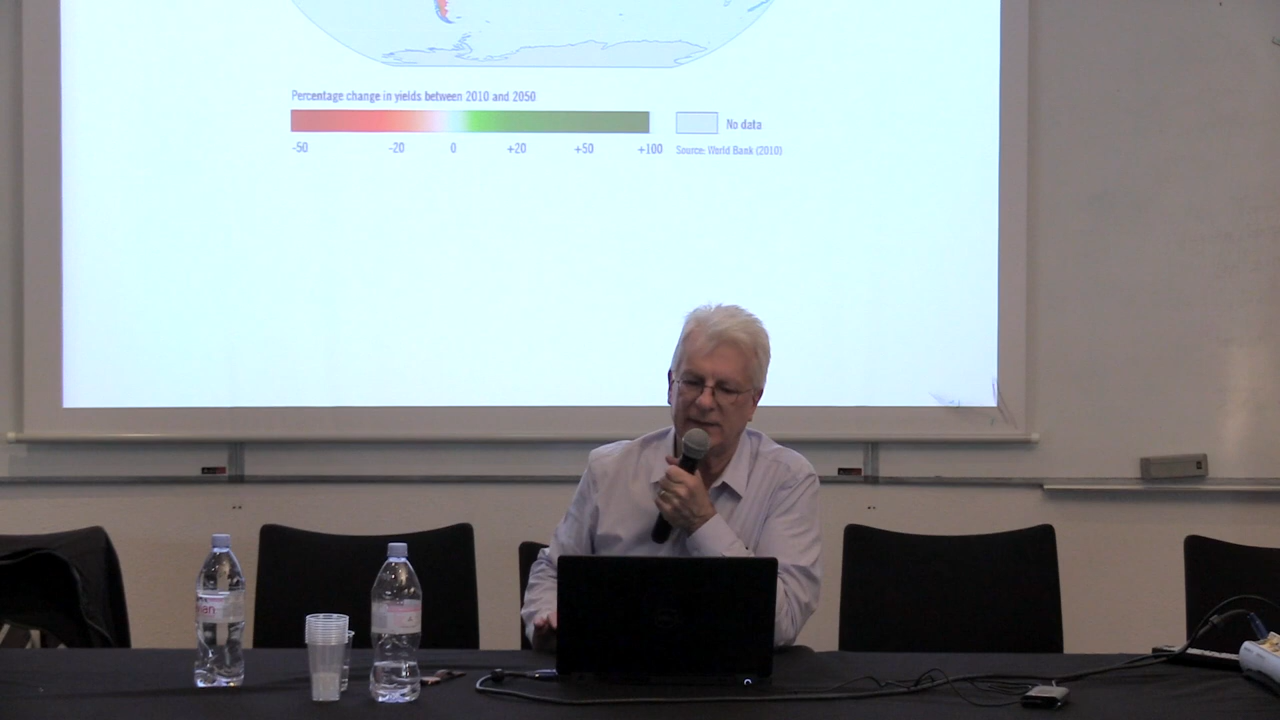 Percentage change in yields between 2010 and 2050
-50 -20 0 +20 +50 +100
No data
Source: World Bank (2010)